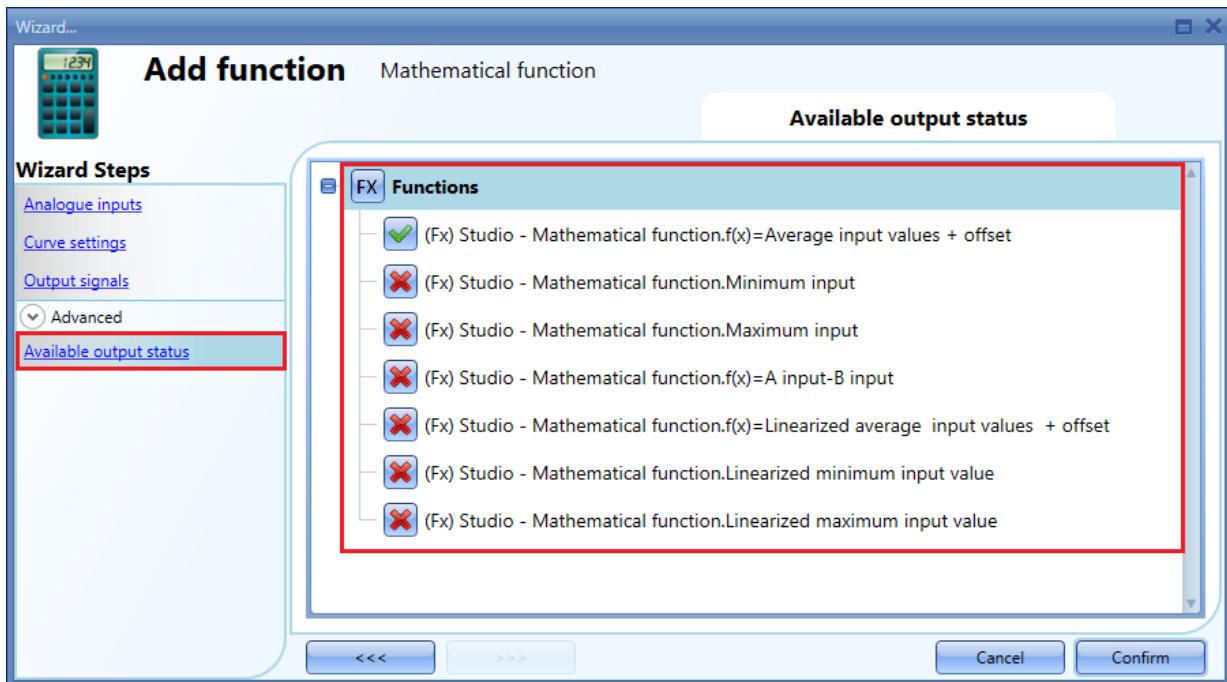 Wizard...
1234
Add function
Mathematical function
Available output status
Wizard Steps
Analogue inputs
Curve settings
Output signals
Advanced
Available output status
FX Functions
(Fx) Studio - Mathematical function.f(x)=Average input values + offset
(Fx) Studio - Mathematical function.Minimum input
(Fx) Studio - Mathematical function.Maximum input
(Fx) Studio - Mathematical function.f(x)=A input-B input
(Fx) Studio - Mathematical function.f(x)=Linearized average  input values  + offset
(Fx) Studio - Mathematical function.Linearized minimum input value
(Fx) Studio - Mathematical function.Linearized maximum input value
<<<
>>>
Cancel
Confirm